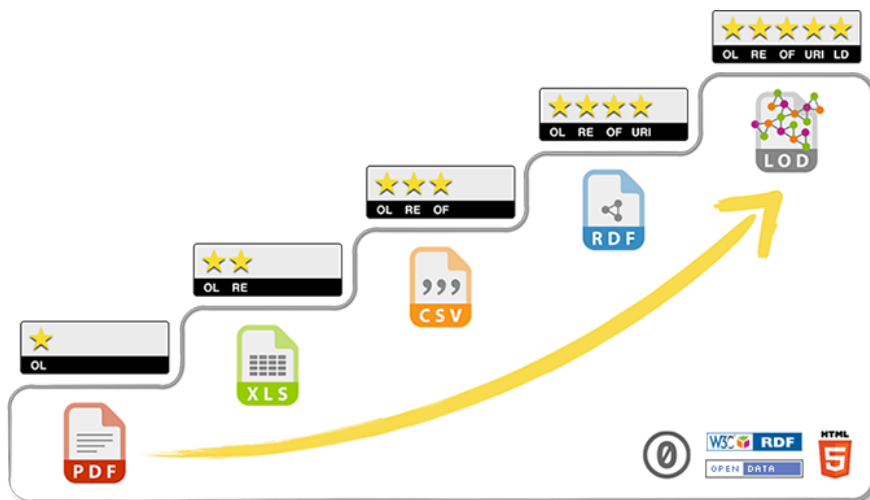 OL RE OF URI LD
LOD
OL RE OF URI
RDF
OL RE OF
CSV
OL RE
XLS
OL
PDF
0
W3C RDF
OPEN DATA
HTML
5